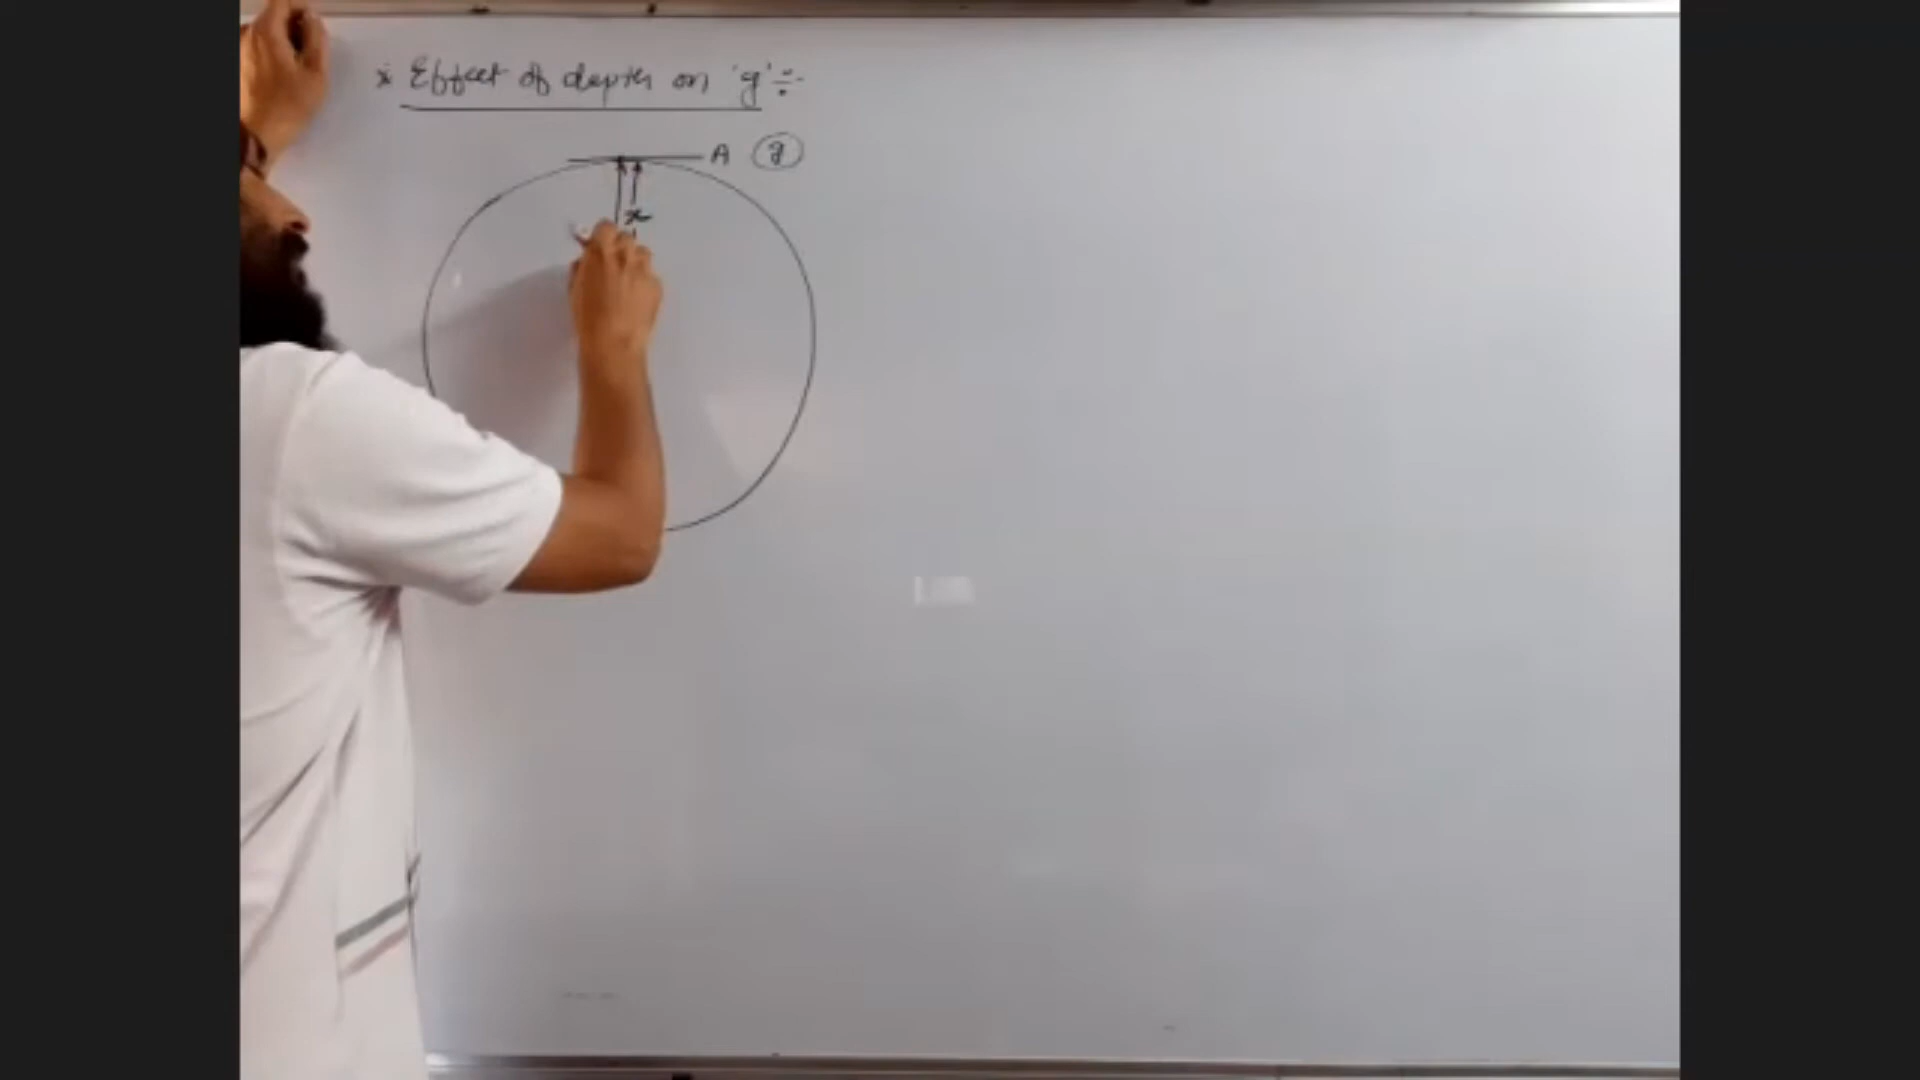 * Effect of depth on 'g' :-
A g
x